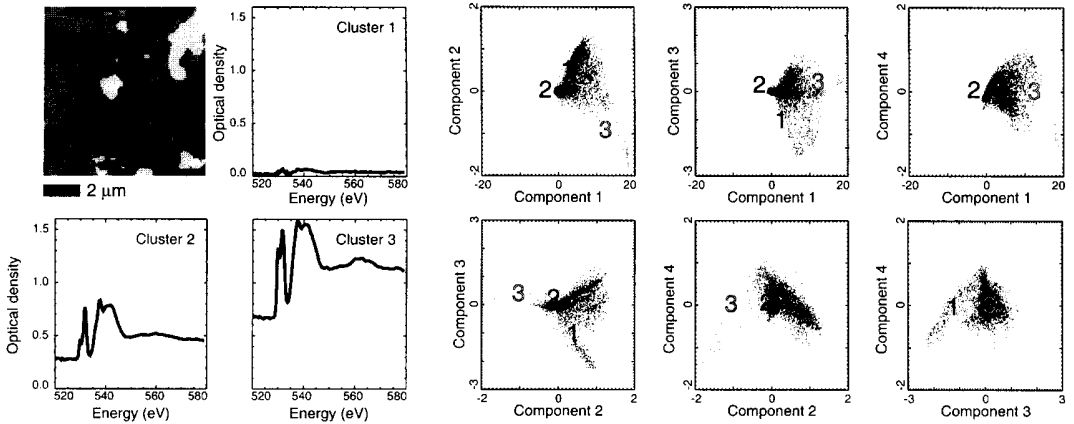 Cluster 1
Optical density
1.5
1.0
0.5
0.0
520 540 560 580
Energy (eV)
2 µm
Cluster 2
Optical density
1.5
1.0
0.5
0.0
520 540 560 580
Energy (eV)
Cluster 3
520 540 560 580
Energy (eV)
Component 2
2
0
-2
-20 0 20
Component 1
2
3
Component 3
3
0
-3
-20 0 20
Component 1
2
3
1
Component 4
2
0
-2
-20 0 20
Component 1
2
3
Component 3
3
0
-3
-2 0 2
Component 2
3
2
1
Component 4
2
0
-2
-2 0 2
Component 2
3
Component 4
2
0
-2
-3 0 3
Component 3
1